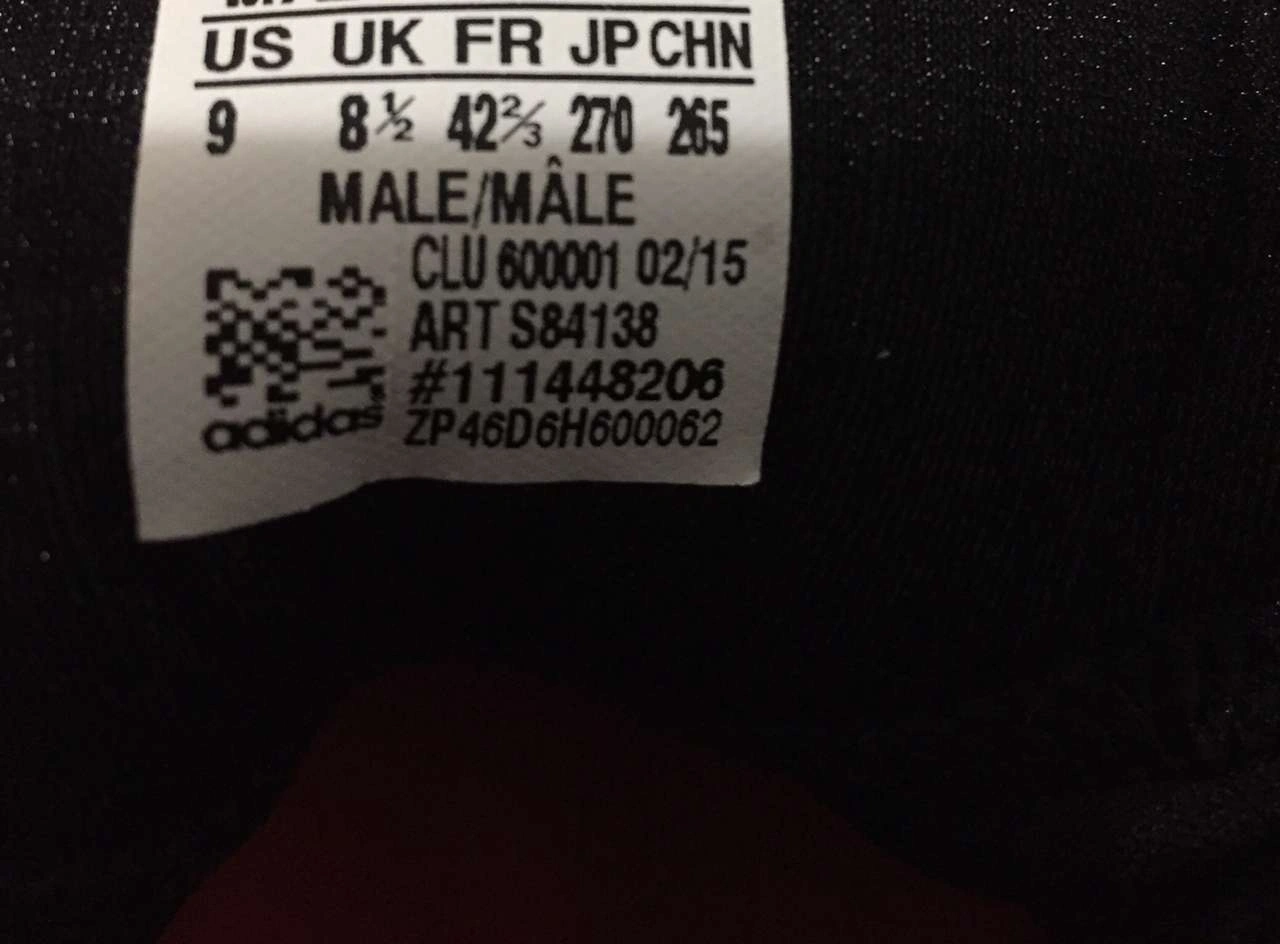 US UK FR JP CHN
9 8½ 42⅔ 270 265
MALE/MÂLE
CLU 600001 02/15
ART S84138
#111448206
adidas ZP46D6H600062